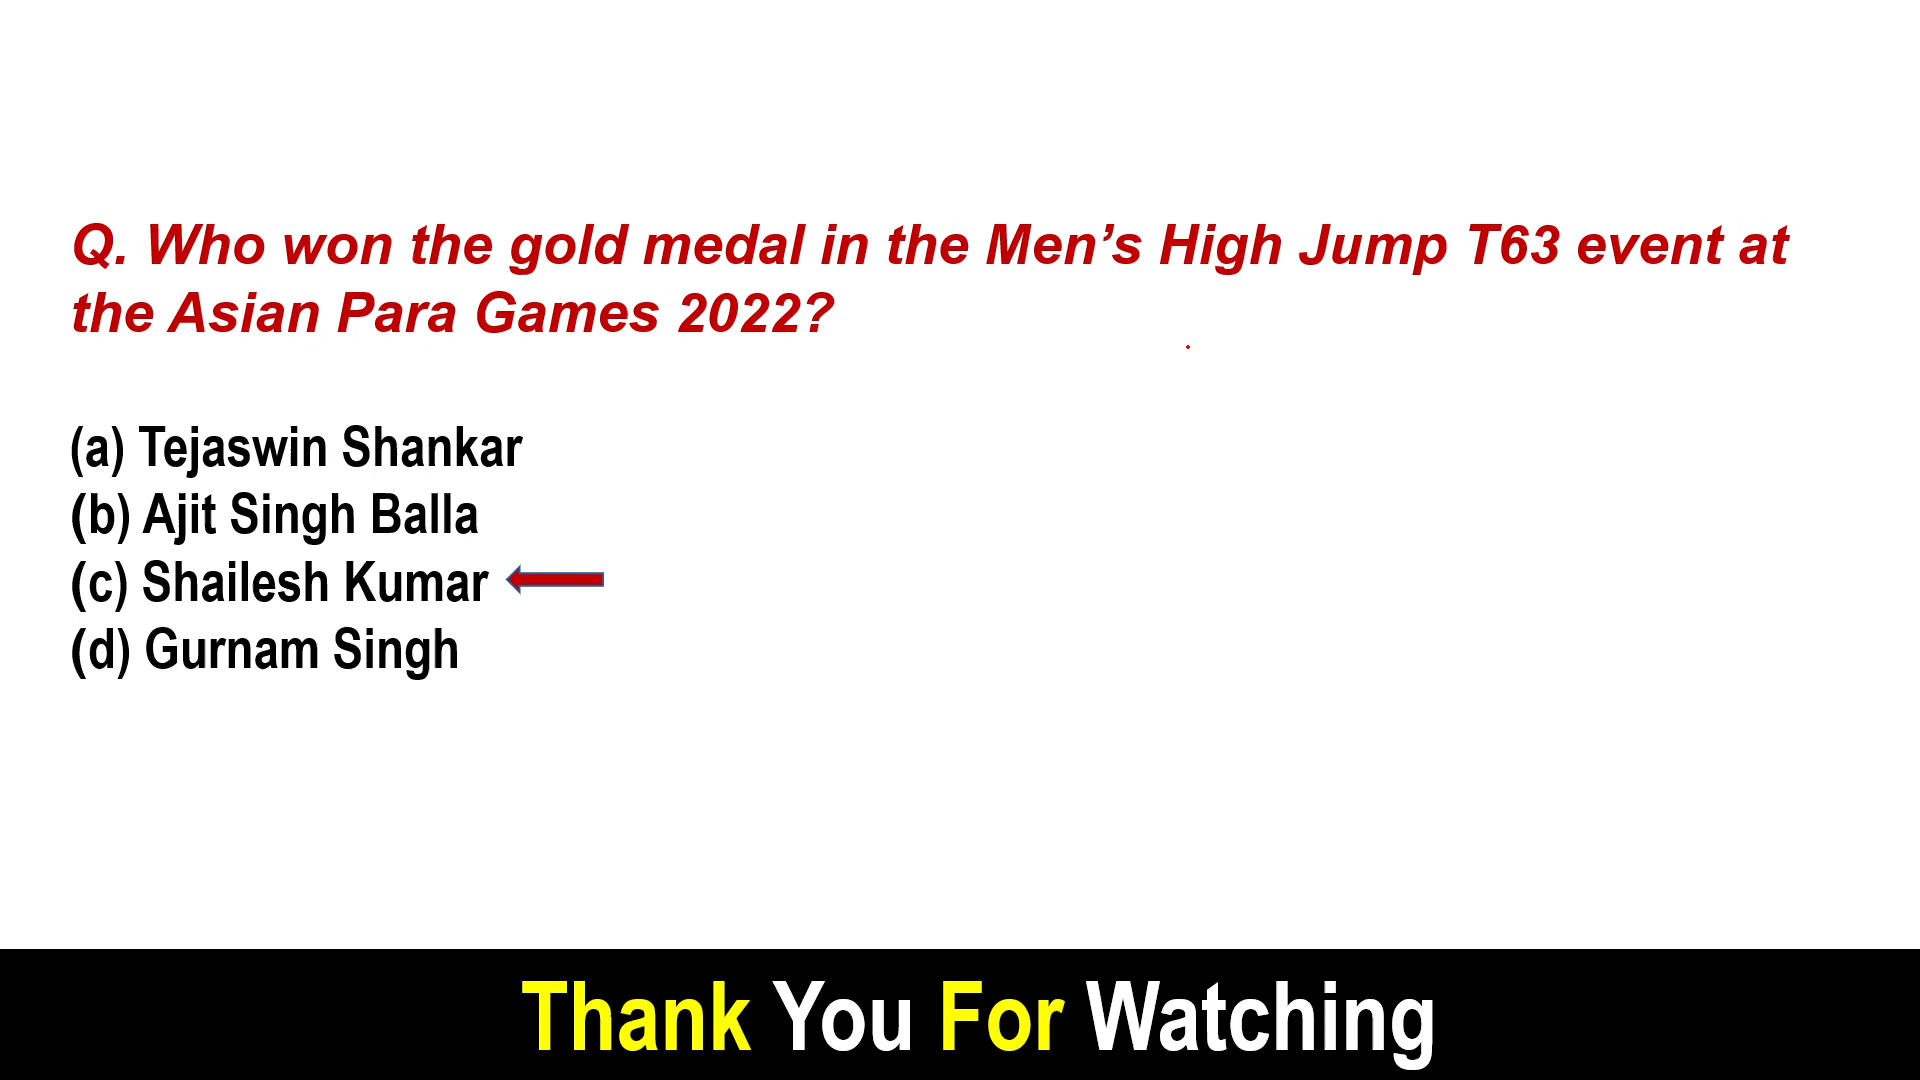 Q. Who won the gold medal in the Men’s High Jump T63 event at
the Asian Para Games 2022?
(a) Tejaswin Shankar
(b) Ajit Singh Balla
(c) Shailesh Kumar
(d) Gurnam Singh
Thank You For Watching